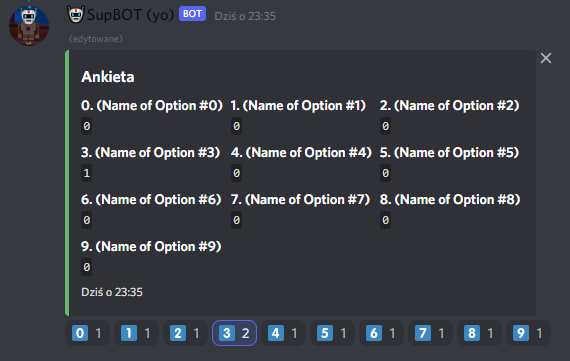 SupBOT (yo) BOT Dziś o 23:35
(edytowane)
Ankieta
0. (Name of Option #0) 1. (Name of Option #1) 2. (Name of Option #2)
0 0 0
3. (Name of Option #3) 4. (Name of Option #4) 5. (Name of Option #5)
1 0 0
6. (Name of Option #6) 7. (Name of Option #7) 8. (Name of Option #8)
0 0 0
9. (Name of Option #9)
0
Dziś o 23:35
0 1 1 1 2 1 3 2 4 1 5 1 6 1 7 1 8 1 9 1